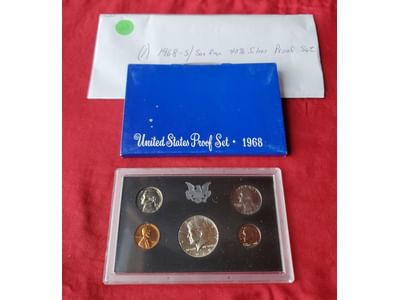 (1) 1968-S/San Fran 40% Silver Proof Set
United States Proof Set • 1968